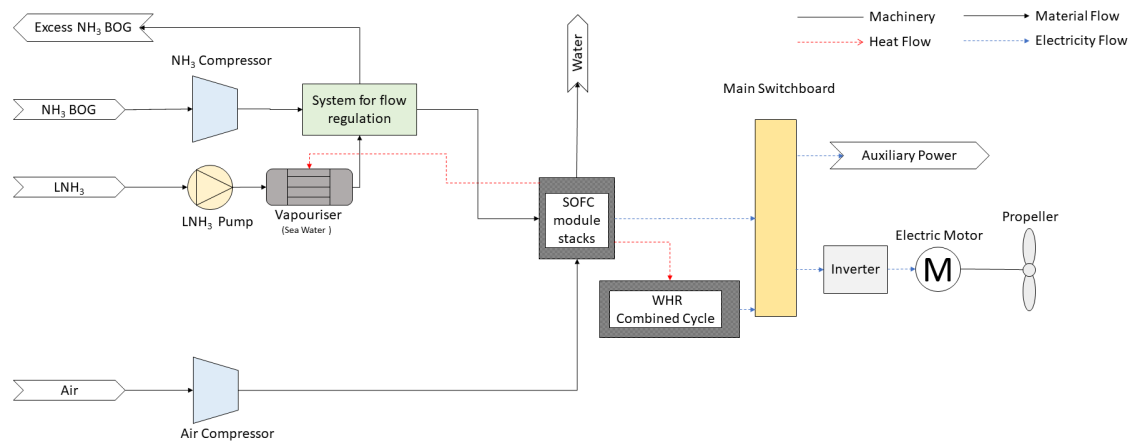 Excess NH₃ BOG
Machinery
Material Flow
Heat Flow
Electricity Flow
Water
NH₃ Compressor
Main Switchboard
NH₃ BOG
System for flow
regulation
Auxiliary Power
LNH₃
LNH₃ Pump
Vapouriser
(Sea Water )
SOFC
module
stacks
Propeller
Electric Motor
Inverter
M
WHR
Combined Cycle
Air
Air Compressor